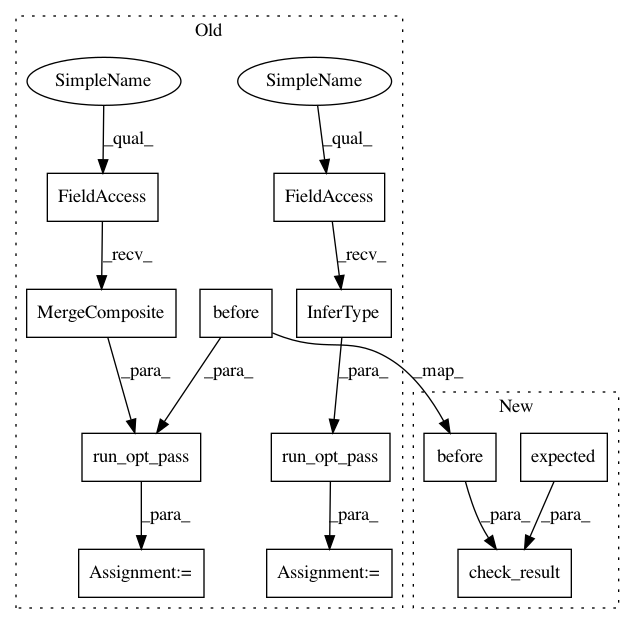 Old
SimpleName
SimpleName
_qual_
_qual_
FieldAccess
FieldAccess
_recv_
_recv_
MergeComposite
before
InferType
_para_
_para_
_para_
_map_
New
run_opt_pass
run_opt_pass
before
expected
_para_
_para_
_para_
_para_
Assignment:=
Assignment:=
check_result